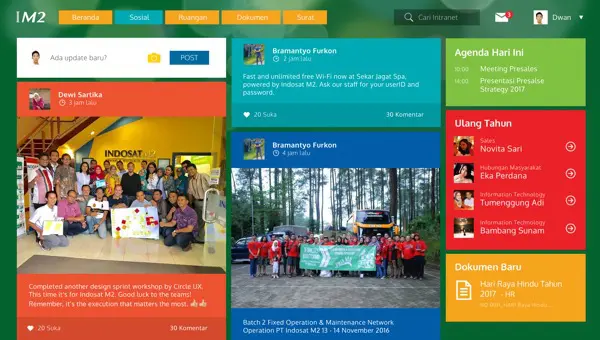 M2
Beranda
Sosial
Ruangan
Dokumen
Surat
Cari Intranet
Dwan
Ada update baru?
POST
Dewi Sartika
3 jam lalu
INDOSAT
Completed another design sprint workshop by Circle UX.
This time it's for Indosat M2. Good luck to the teams!
Remember, it's the execution that matters the most.
20 Suka
30 Komentar
Bramantyo Furkon
2 jam lalu
Fast and unlimited free Wi-Fi now at Sekar Jagat Spa,
powered by Indosat M2. Ask our staff for your userID and
password.
20 Suka
30 Komentar
Bramantyo Furkon
4 jam lalu
Batch 2 Fixed Operation & Maintenance Network
Operation PT Indosat M2 13 - 14 November 2016
Agenda Hari Ini
10:00 Meeting Presales
14:00 Presentasi Presalse
Strategy 2017
Ulang Tahun
Sales
Novita Sari
Hubungan Masyarakat
Eka Perdana
Information Technology
Tumenggung Adi
Information Technology
Bambang Sunam
Dokumen Baru
Hari Raya Hindu Tahun
2017 - HR